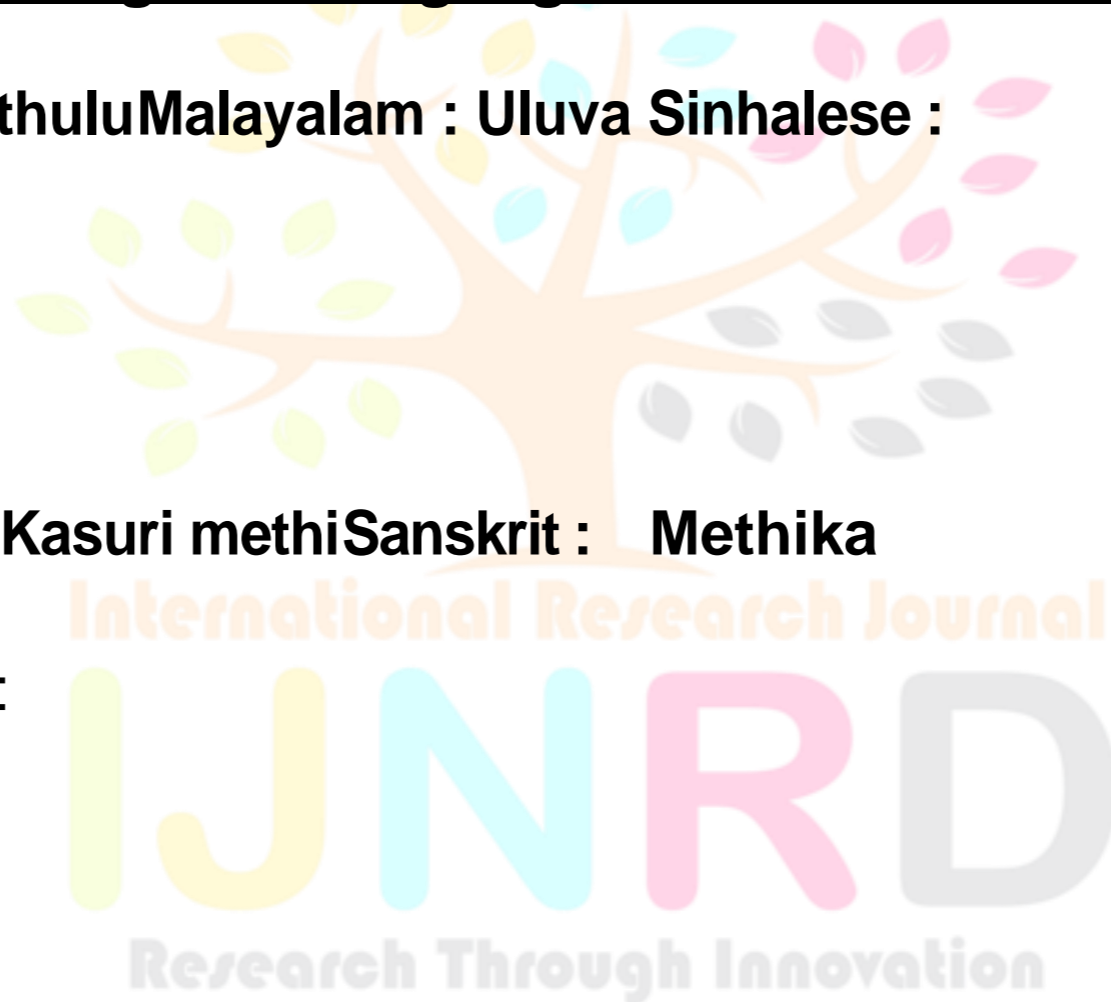 thuluMalayalam : Uluva Sinhalese :
Kasuri methiSanskrit : Methika
International Research Journal
:
IJNRD
Research Through Innovation